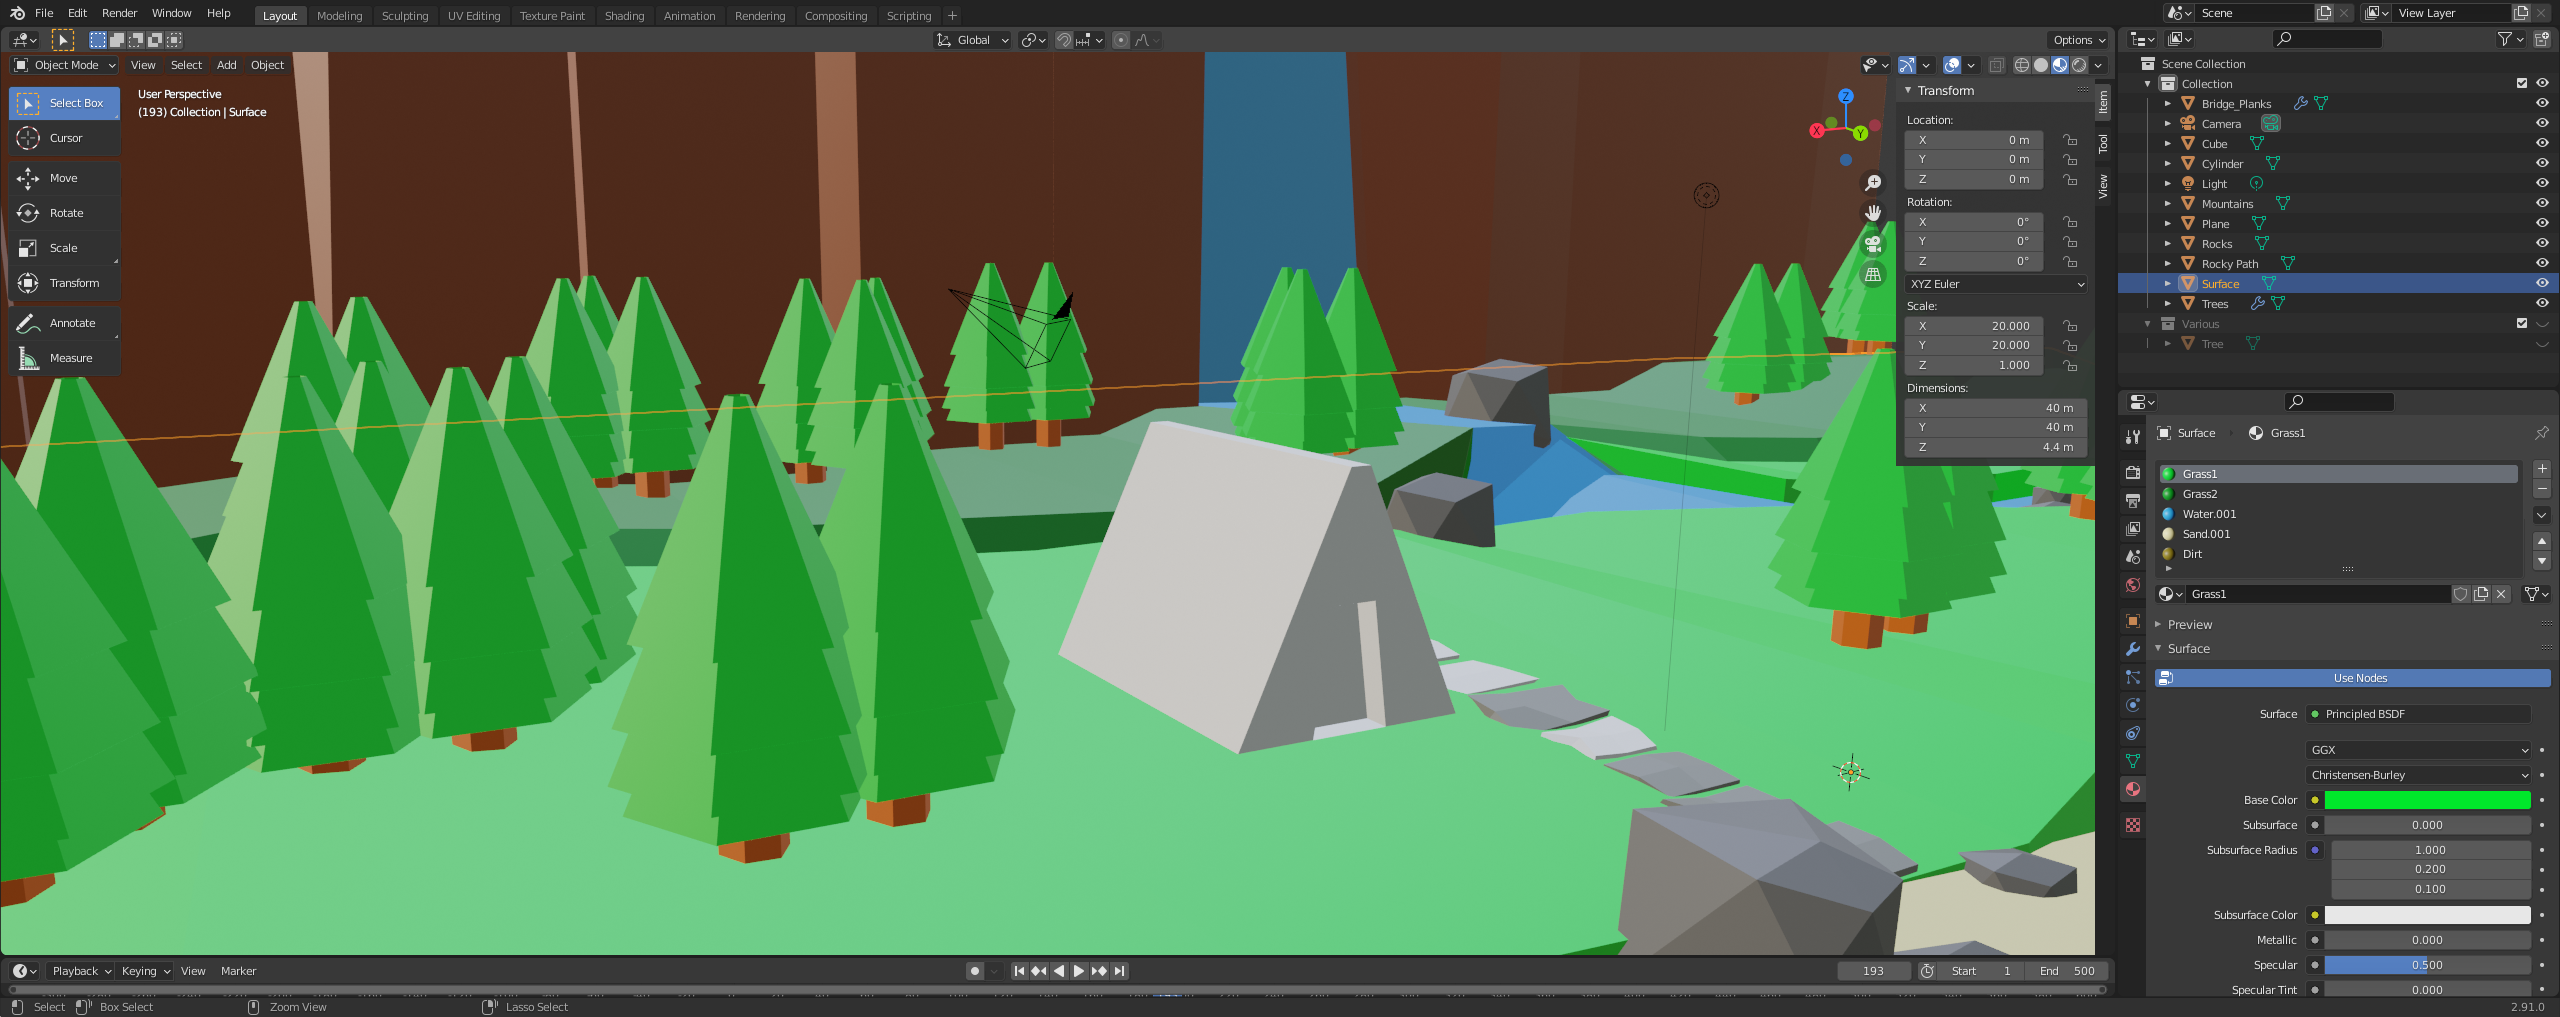 File Edit Render Window Help Layout Modeling Sculpting UV Editing Texture Paint Shading Animation Rendering Compositing Scripting + Scene View Layer
Global Options
Object Mode View Select Add Object
User Perspective
(193) Collection | Surface
Select Box
Cursor
Move
Rotate
Scale
Transform
Annotate
Measure
X Y Z
Transform
Location:
X 0 m
Y 0 m
Z 0 m
Rotation:
X 0°
Y 0°
Z 0°
XYZ Euler
Scale:
X 20.000
Y 20.000
Z 1.000
Dimensions:
X 40 m
Y 40 m
Z 4.4 m
Item
Tool
View
Scene Collection
Collection
Bridge_Planks
Camera
Cube
Cylinder
Light
Mountains
Plane
Rocks
Rocky Path
Surface
Trees
Various
Tree
Surface Grass1
Grass1
Grass2
Water.001
Sand.001
Dirt
Grass1
Preview
Surface
Use Nodes
Surface Principled BSDF
GGX
Christensen-Burley
Base Color
Subsurface 0.000
Subsurface Radius 1.000
0.200
0.100
Subsurface Color
Metallic 0.000
Specular 0.500
Specular Tint 0.000
Playback Keying View Marker 193 Start 1 End 500
Select Box Select Zoom View Lasso Select 2.91.0